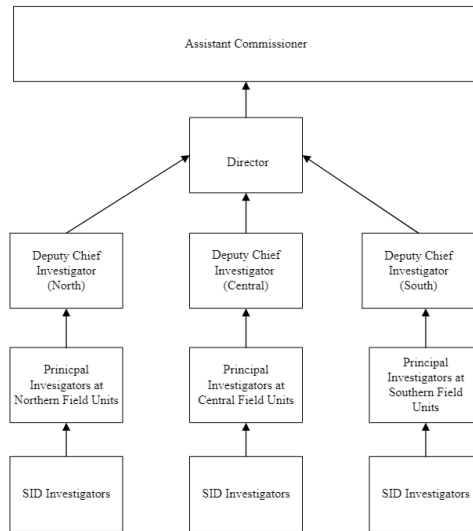 Assistant Commissioner
Director
Deputy Chief
Investigator
(North)
Deputy Chief
Investigator
(Central)
Deputy Chief
Investigator
(South)
Prinicpal
Invesigators at
Northern Field Units
Principal
Investigators at
Central Field Units
Principal
Investigators at
Southern Field
Units
SID Investigators
SID Investigators
SID Investigators